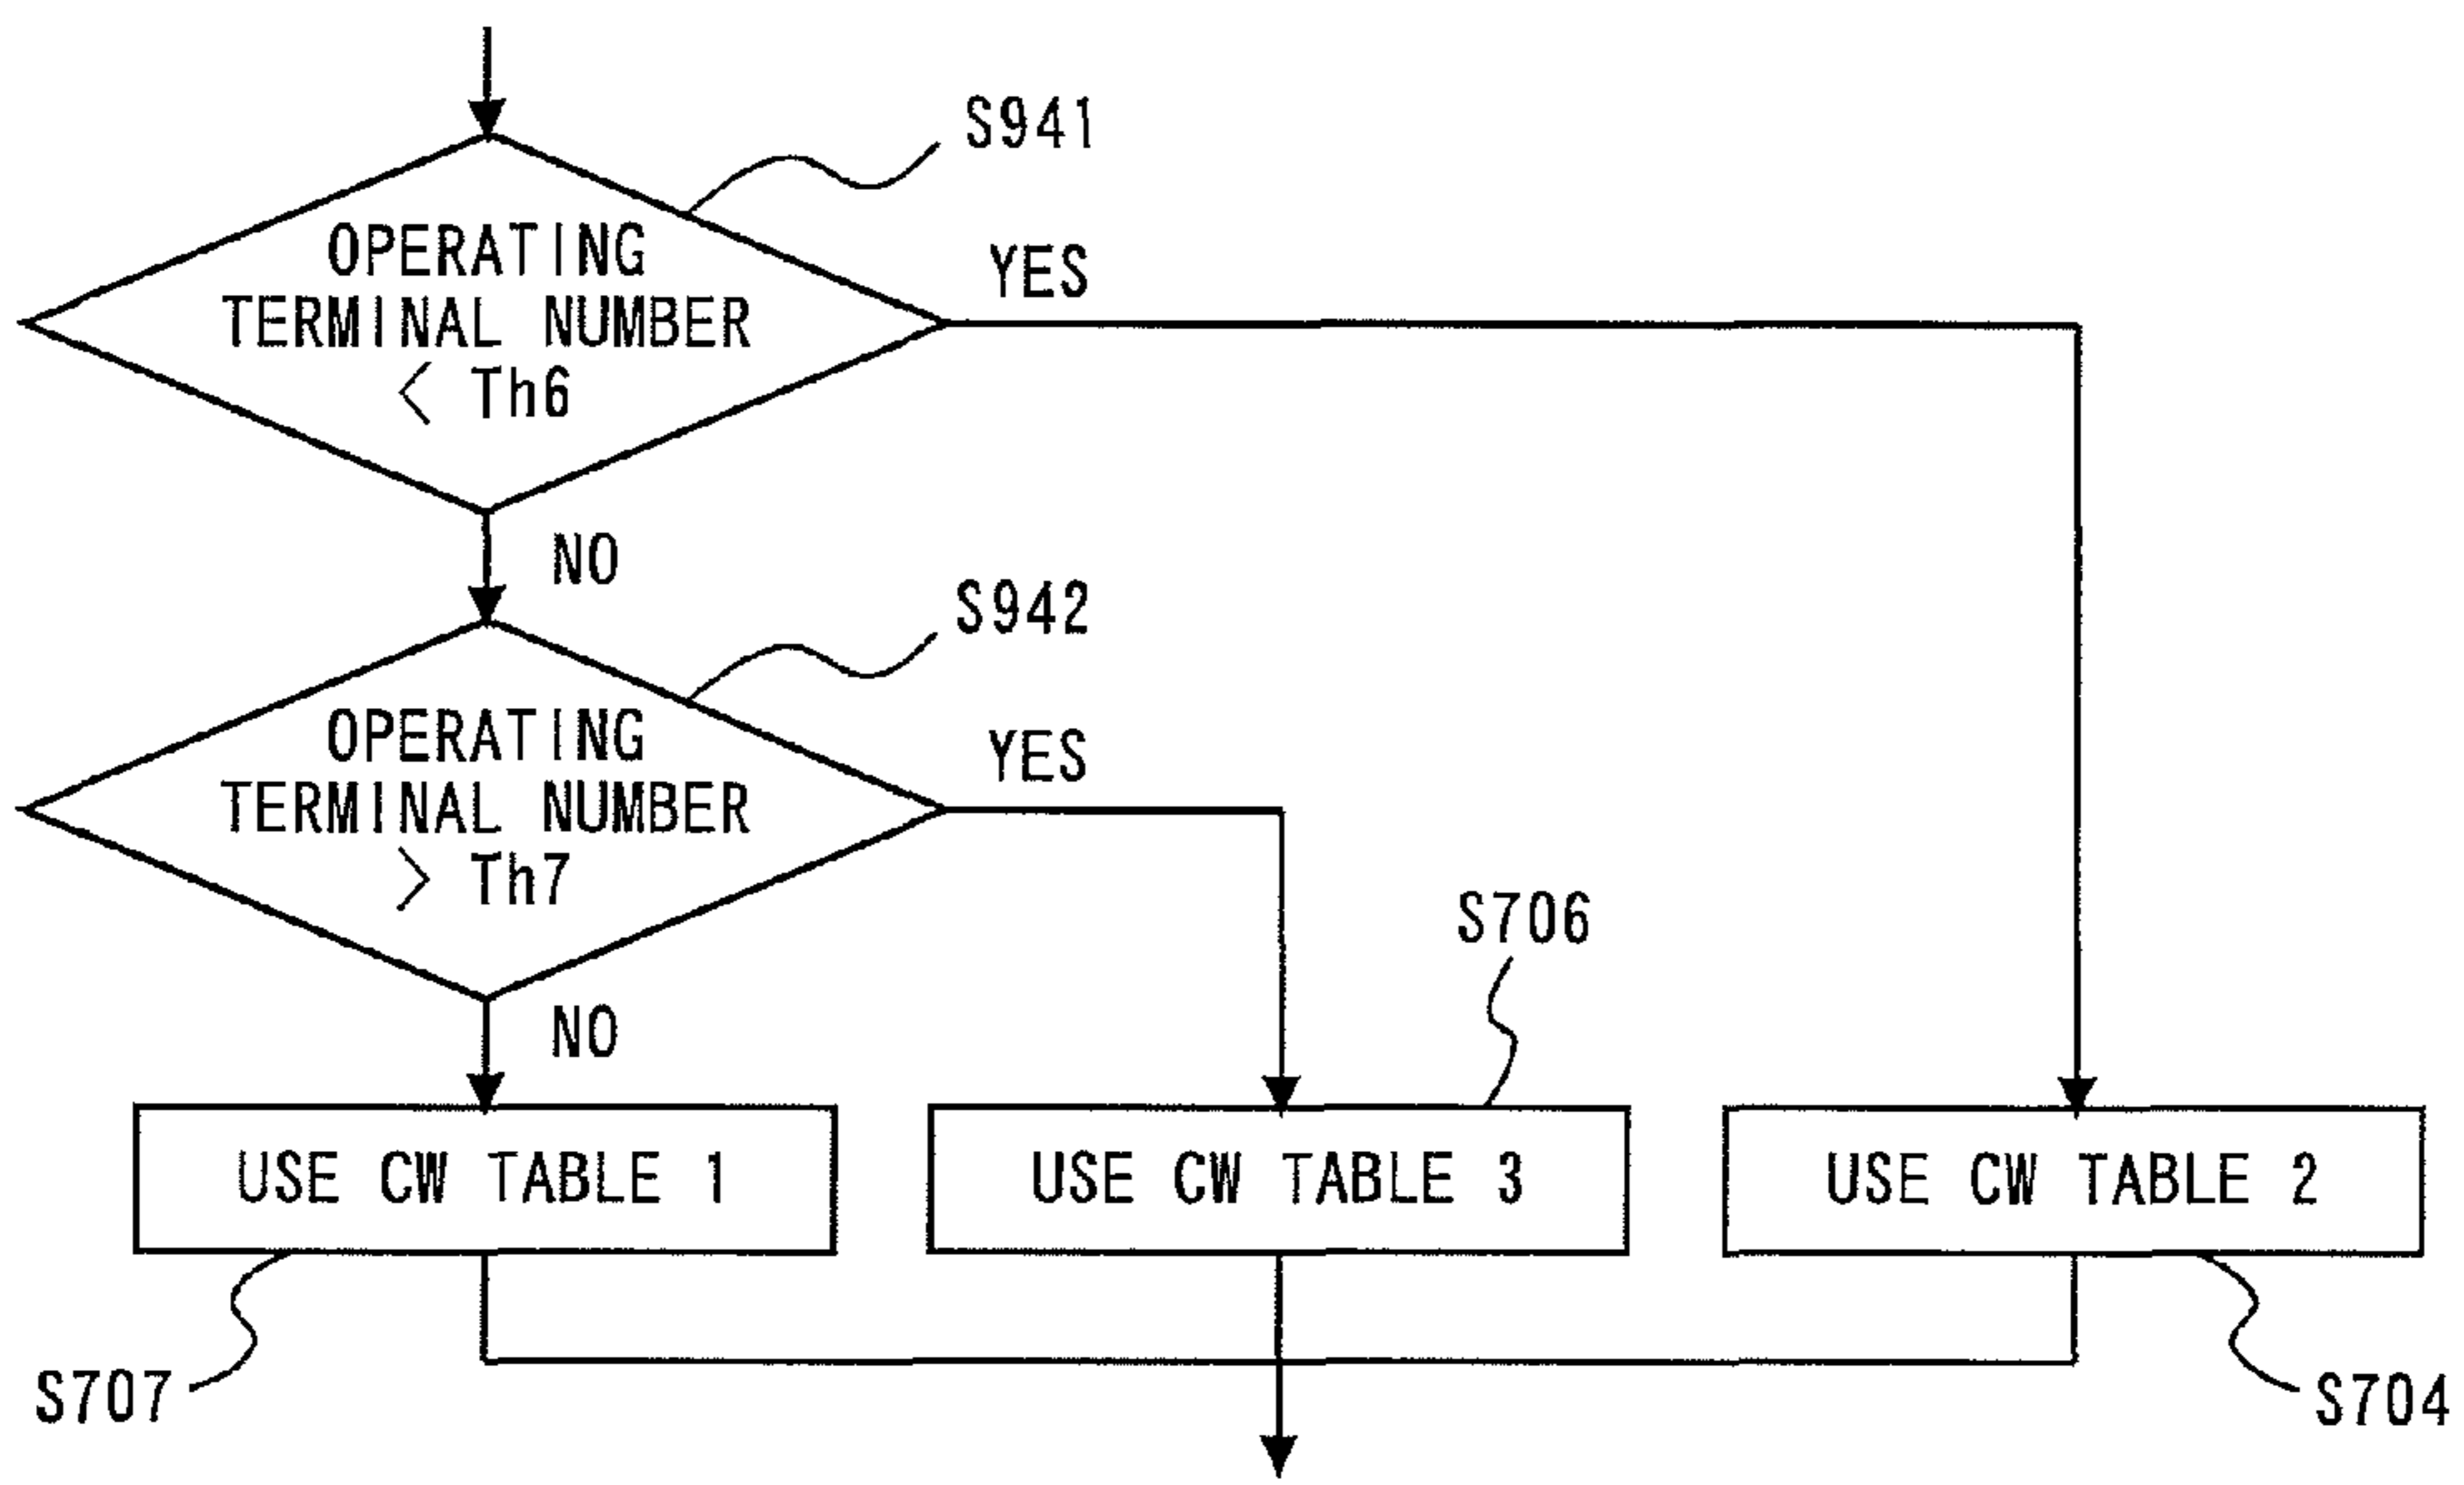 S941
OPERATING
TERMINAL NUMBER
< Th6
YES
NO
S942
OPERATING
TERMINAL NUMBER
> Th7
YES
NO
S706
USE CW TABLE 1
USE CW TABLE 3
USE CW TABLE 2
S707
S704